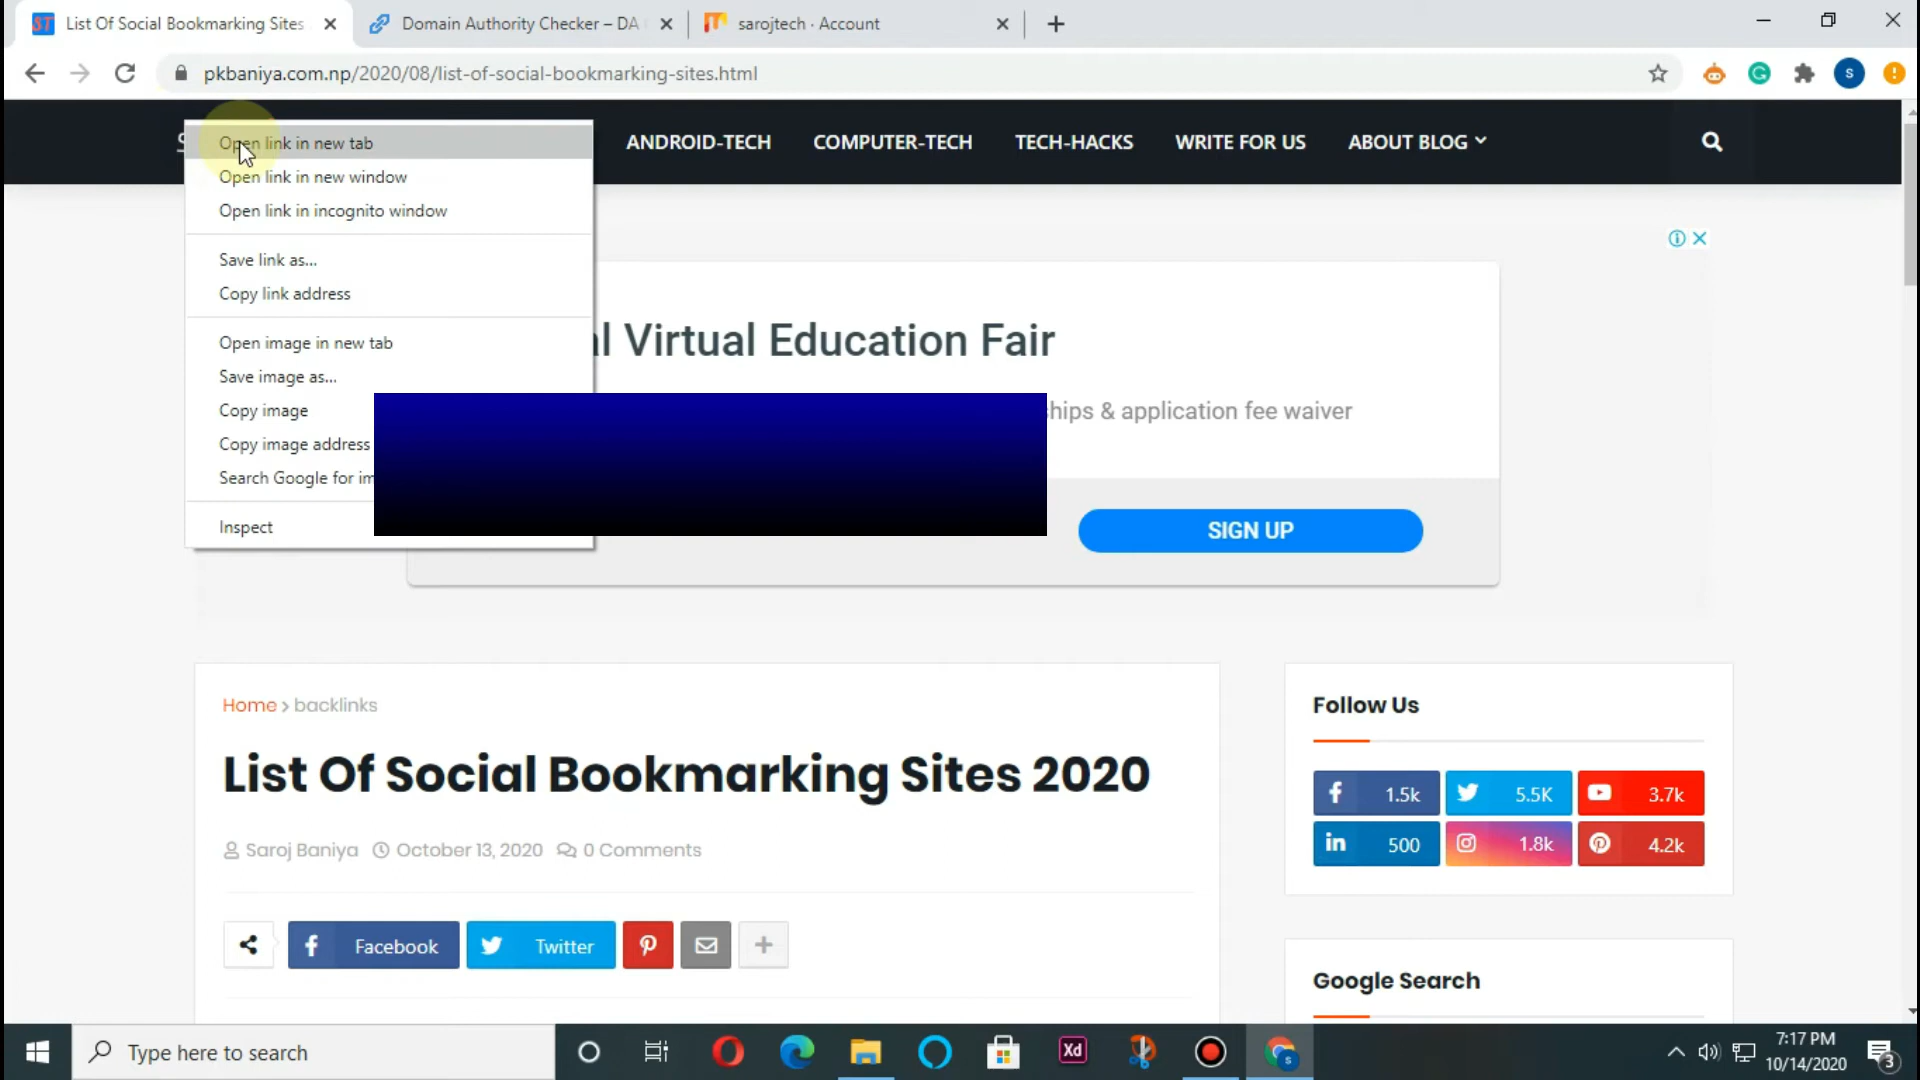 ST List Of Social Bookmarking Sites
Domain Authority Checker – DA
sarojtech · Account
pkbaniya.com.np/2020/08/list-of-social-bookmarking-sites.html
S
ANDROID-TECH
COMPUTER-TECH
TECH-HACKS
WRITE FOR US
ABOUT BLOG
Open link in new tab
Open link in new window
Open link in incognito window
Save link as...
Copy link address
Open image in new tab
Save image as...
Copy image
Copy image address
Search Google for im
Inspect
al Virtual Education Fair
ships & application fee waiver
SIGN UP
Home > backlinks
List Of Social Bookmarking Sites 2020
Saroj Baniya October 13, 2020 0 Comments
Facebook
Twitter
Follow Us
1.5k
5.5K
3.7k
500
1.8k
4.2k
Google Search
Type here to search
Xd
7:17 PM
10/14/2020
3